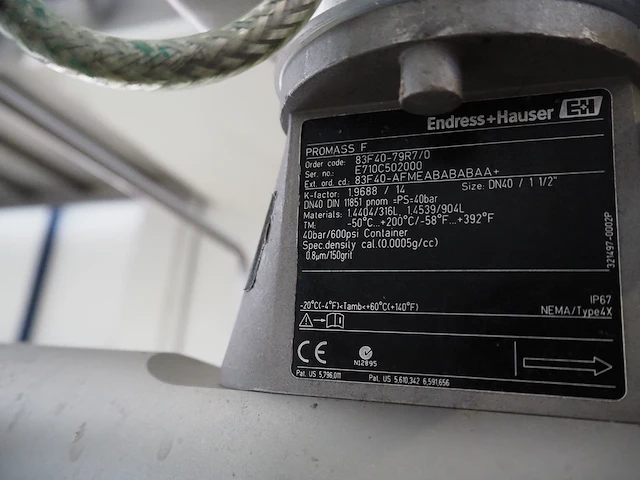 Endress+Hauser E+H
PROMASS F
Order code: 83F40-79R7/0
Ser. no.: E710C502000
Ext. ord. cd.: 83F40-AFMEABABABAA+
K-factor: 1.9688 / 14 Size: DN40 / 1 1/2"
DN40 DIN 11851 pnom =PS=40bar
Materials: 1.4404/316L, 1.4539/904L
TM: -50°C...+200°C/-58°F...+392°F
40bar/600psi Container
Spec.densily cal.(0.0005g/cc)
0.8µm/150grit
321497-0002P
-20°C(-4°F)<Tamb<+60°C(+140°F)
IP67
NEMA/Type4X
CE N12895
Pat. US 5,796,011 Pat. US 5,610,342 6,591,656